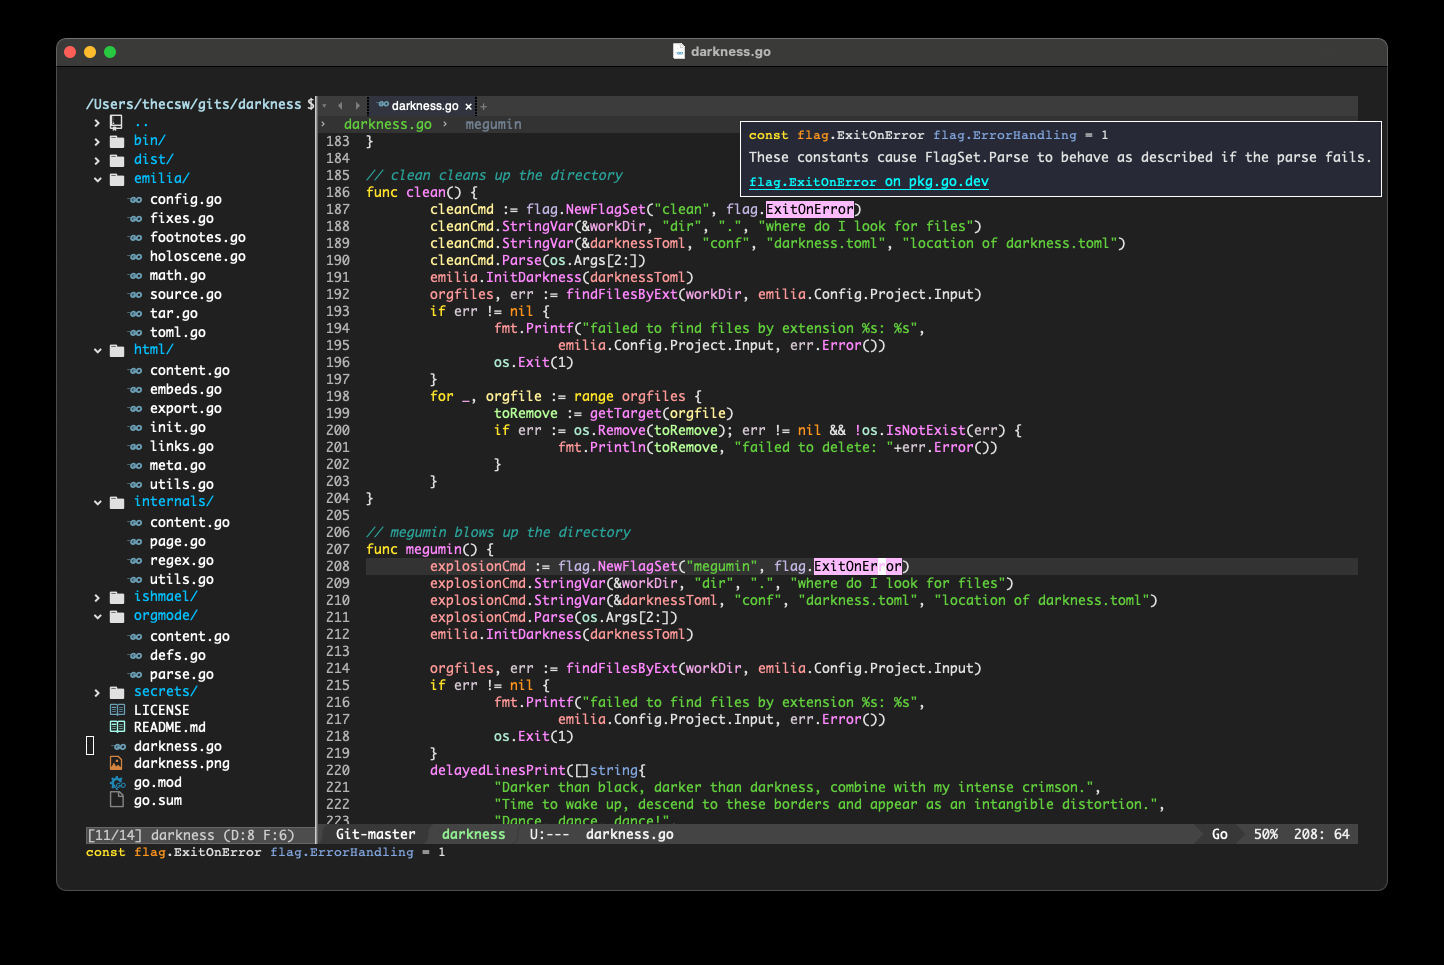 darkness.go
/Users/thecsw/gits/darkness $
..
bin/
dist/
emilia/
config.go
fixes.go
footnotes.go
holoscene.go
math.go
source.go
tar.go
toml.go
html/
content.go
embeds.go
export.go
init.go
links.go
meta.go
utils.go
internals/
content.go
page.go
regex.go
utils.go
ishmael/
orgmode/
content.go
defs.go
parse.go
secrets/
LICENSE
README.md
darkness.go
darkness.png
go.mod
go.sum
[11/14] darkness (D:8 F:6)
darkness.go × +
› darkness.go › megumin
const flag.ExitOnError flag.ErrorHandling = 1
These constants cause FlagSet.Parse to behave as described if the parse fails.
flag.ExitOnError on pkg.go.dev
183 }
184
185 // clean cleans up the directory
186 func clean() {
187 cleanCmd := flag.NewFlagSet("clean", flag.ExitOnError)
188 cleanCmd.StringVar(&workDir, "dir", ".", "where do I look for files")
189 cleanCmd.StringVar(&darknessToml, "conf", "darkness.toml", "location of darkness.toml")
190 cleanCmd.Parse(os.Args[2:])
191 emilia.InitDarkness(darknessToml)
192 orgfiles, err := findFilesByExt(workDir, emilia.Config.Project.Input)
193 if err != nil {
194 fmt.Printf("failed to find files by extension %s: %s",
195 emilia.Config.Project.Input, err.Error())
196 os.Exit(1)
197 }
198 for _, orgfile := range orgfiles {
199 toRemove := getTarget(orgfile)
200 if err := os.Remove(toRemove); err != nil && !os.IsNotExist(err) {
201 fmt.Println(toRemove, "failed to delete: "+err.Error())
202 }
203 }
204 }
205
206 // megumin blows up the directory
207 func megumin() {
208 explosionCmd := flag.NewFlagSet("megumin", flag.ExitOnError)
209 explosionCmd.StringVar(&workDir, "dir", ".", "where do I look for files")
210 explosionCmd.StringVar(&darknessToml, "conf", "darkness.toml", "location of darkness.toml")
211 explosionCmd.Parse(os.Args[2:])
212 emilia.InitDarkness(darknessToml)
213
214 orgfiles, err := findFilesByExt(workDir, emilia.Config.Project.Input)
215 if err != nil {
216 fmt.Printf("failed to find files by extension %s: %s",
217 emilia.Config.Project.Input, err.Error())
218 os.Exit(1)
219 }
220 delayedLinesPrint([]string{
221 "Darker than black, darker than darkness, combine with my intense crimson.",
222 "Time to wake up, descend to these borders and appear as an intangible distortion.",
223 "Dance, dance, dance!",
Git-master darkness U:--- darkness.go Go 50% 208: 64
const flag.ExitOnError flag.ErrorHandling = 1